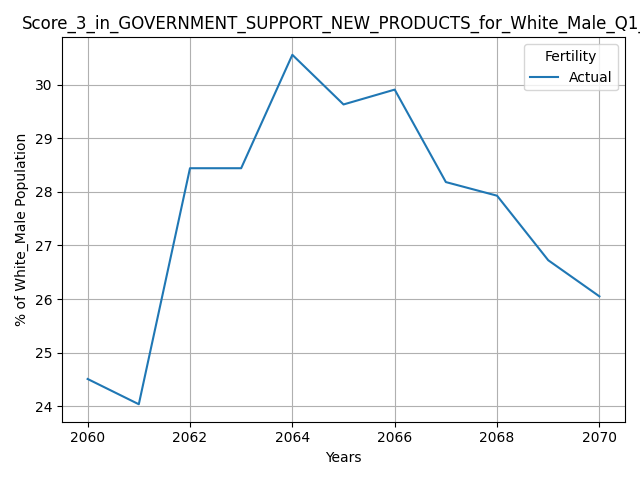 Score_3_in_GOVERNMENT_SUPPORT_NEW_PRODUCTS_for_White_Male_Q1_
Fertility
Actual
% of White_Male Population
30
29
28
27
26
25
24
2060 2062 2064 2066 2068 2070
Years